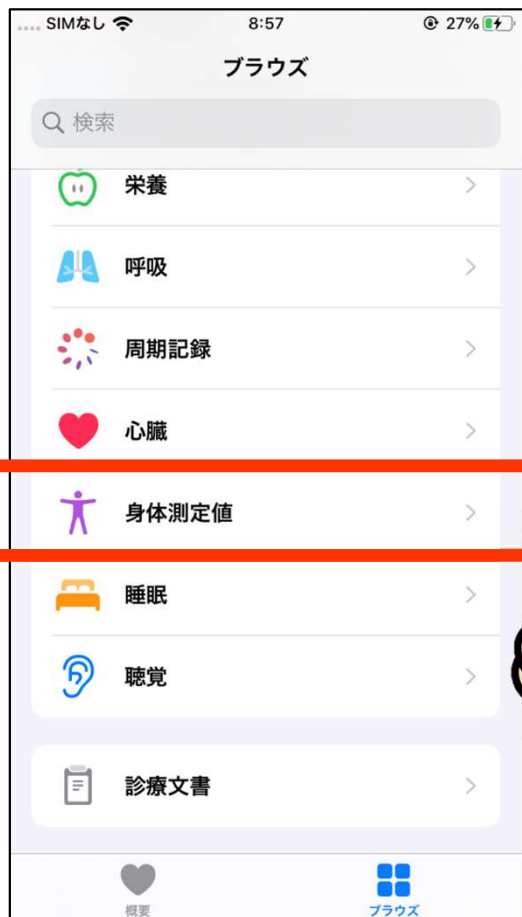 SIMなし 8:57 27%
ブラウズ
検索
栄養
呼吸
周期記録
心臓
身体測定値
睡眠
聴覚
診療文書
概要 ブラウズ